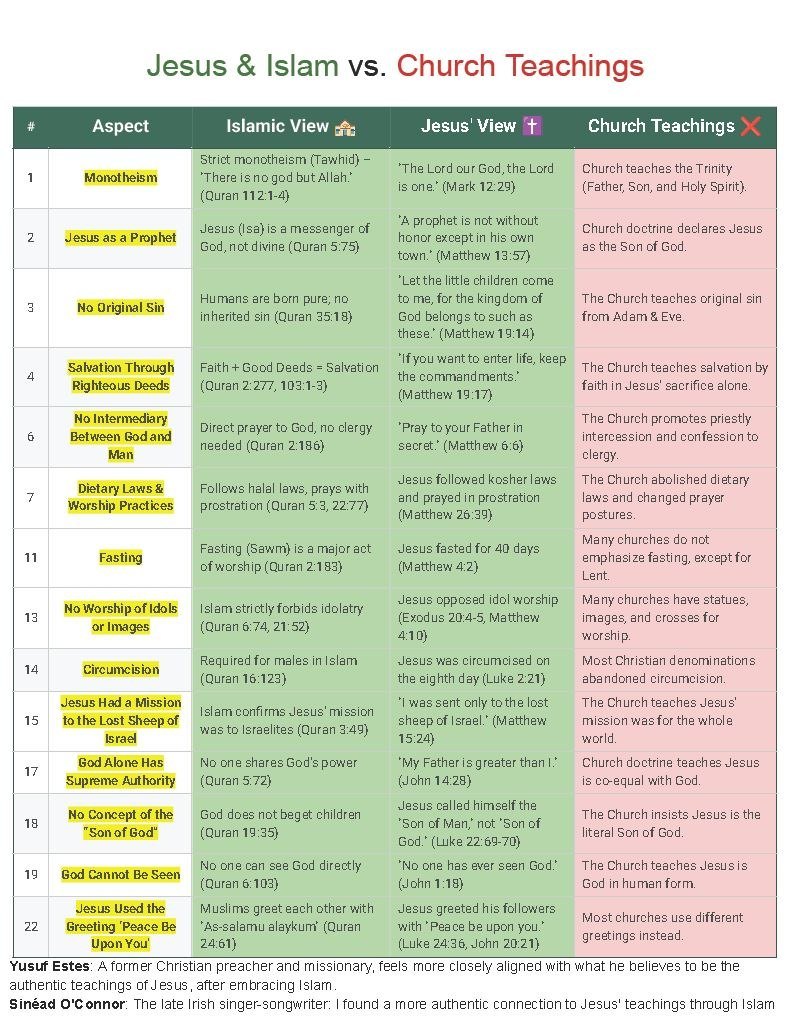 Jesus & Islam vs. Church Teachings
# Aspect Islamic View Jesus' View Church Teachings
1
Monotheism
Strict monotheism (Tawhid) –
'There is no god but Allah.'
(Quran 112:1-4)
'The Lord our God, the Lord
is one.' (Mark 12:29)
Church teaches the Trinity
(Father, Son, and Holy Spirit).
2
Jesus as a Prophet
Jesus (Isa) is a messenger of
God, not divine (Quran 5:75)
'A prophet is not without
honor except in his own
town.' (Matthew 13:57)
Church doctrine declares Jesus
as the Son of God.
3
No Original Sin
Humans are born pure; no
inherited sin (Quran 35:18)
'Let the little children come
to me, for the kingdom of
God belongs to such as
these.' (Matthew 19:14)
The Church teaches original sin
from Adam & Eve.
4
Salvation Through
Righteous Deeds
Faith + Good Deeds = Salvation
(Quran 2:277, 103:1-3)
'If you want to enter life, keep
the commandments.'
(Matthew 19:17)
The Church teaches salvation by
faith in Jesus' sacrifice alone.
6
No Intermediary
Between God and
Man
Direct prayer to God, no clergy
needed (Quran 2:186)
'Pray to your Father in
secret.' (Matthew 6:6)
The Church promotes priestly
intercession and confession to
clergy.
7
Dietary Laws &
Worship Practices
Follows halal laws, prays with
prostration (Quran 5:3, 22:77)
Jesus followed kosher laws
and prayed in prostration
(Matthew 26:39)
The Church abolished dietary
laws and changed prayer
postures.
11
Fasting
Fasting (Sawm) is a major act
of worship (Quran 2:183)
Jesus fasted for 40 days
(Matthew 4:2)
Many churches do not
emphasize fasting, except for
Lent.
13
No Worship of Idols
or Images
Islam strictly forbids idolatry
(Quran 6:74, 21:52)
Jesus opposed idol worship
(Exodus 20:4-5, Matthew
4:10)
Many churches have statues,
images, and crosses for
worship.
14
Circumcision
Required for males in Islam
(Quran 16:123)
Jesus was circumcised on
the eighth day (Luke 2:21)
Most Christian denominations
abandoned circumcision.
15
Jesus Had a Mission
to the Lost Sheep of
Israel
Islam confirms Jesus' mission
was to Israelites (Quran 3:49)
'I was sent only to the lost
sheep of Israel.' (Matthew
15:24)
The Church teaches Jesus'
mission was for the whole
world.
17
God Alone Has
Supreme Authority
No one shares God's power
(Quran 5:72)
'My Father is greater than I.'
(John 14:28)
Church doctrine teaches Jesus
is co-equal with God.
18
No Concept of the
"Son of God"
God does not beget children
(Quran 19:35)
Jesus called himself the
'Son of Man,' not 'Son of
God.' (Luke 22:69-70)
The Church insists Jesus is the
literal Son of God.
19
God Cannot Be Seen
No one can see God directly
(Quran 6:103)
'No one has ever seen God.'
(John 1:18)
The Church teaches Jesus is
God in human form.
22
Jesus Used the
Greeting 'Peace Be
Upon You'
Muslims greet each other with
'As-salamu alaykum' (Quran
24:61)
Jesus greeted his followers
with 'Peace be upon you.'
(Luke 24:36, John 20:21)
Most churches use different
greetings instead.
Yusuf Estes: A former Christian preacher and missionary, feels more closely aligned with what he believes to be the
authentic teachings of Jesus, after embracing Islam.
Sinéad O'Connor: The late Irish singer-songwriter: I found a more authentic connection to Jesus' teachings through Islam